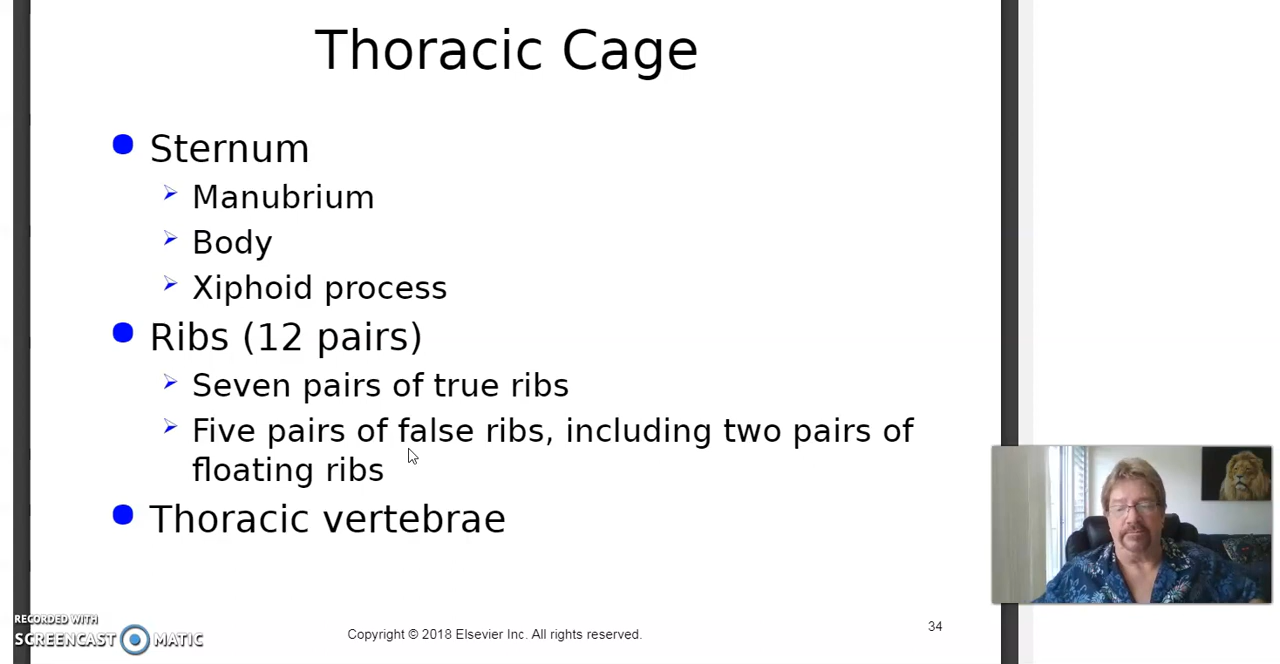 Thoracic Cage
Sternum
Manubrium
Body
Xiphoid process
Ribs (12 pairs)
Seven pairs of true ribs
Five pairs of false ribs, including two pairs of
floating ribs
Thoracic vertebrae
RECORDED WITH
SCREENCAST MATIC
Copyright © 2018 Elsevier Inc. All rights reserved.
34